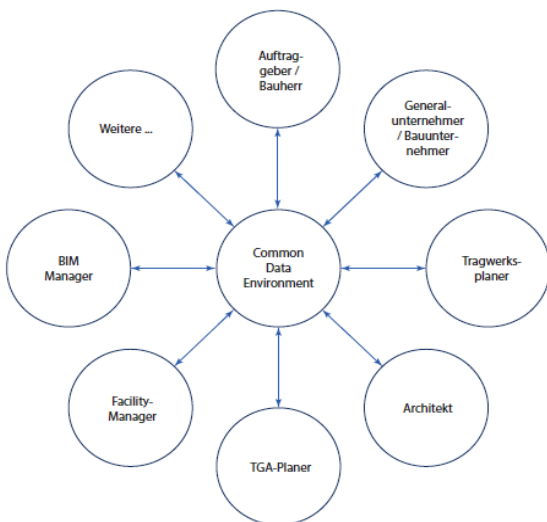 Auftrag-
geber /
Bauherr
General-
unternehmer
/ Bauunter-
nehmer
Weitere ...
Common
Data
Environment
BIM
Manager
Tragwerks-
planer
Facility-
Manager
Architekt
TGA-Planer